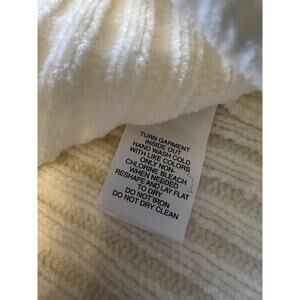 TURN GARMENT
INSIDE OUT
HAND WASH COLD
WITH LIKE COLORS
ONLY NON-
CHLORINE BLEACH
WHEN NEEDED
RESHAPE AND LAY FLAT
TO DRY
DO NOT IRON
DO NOT DRY CLEAN